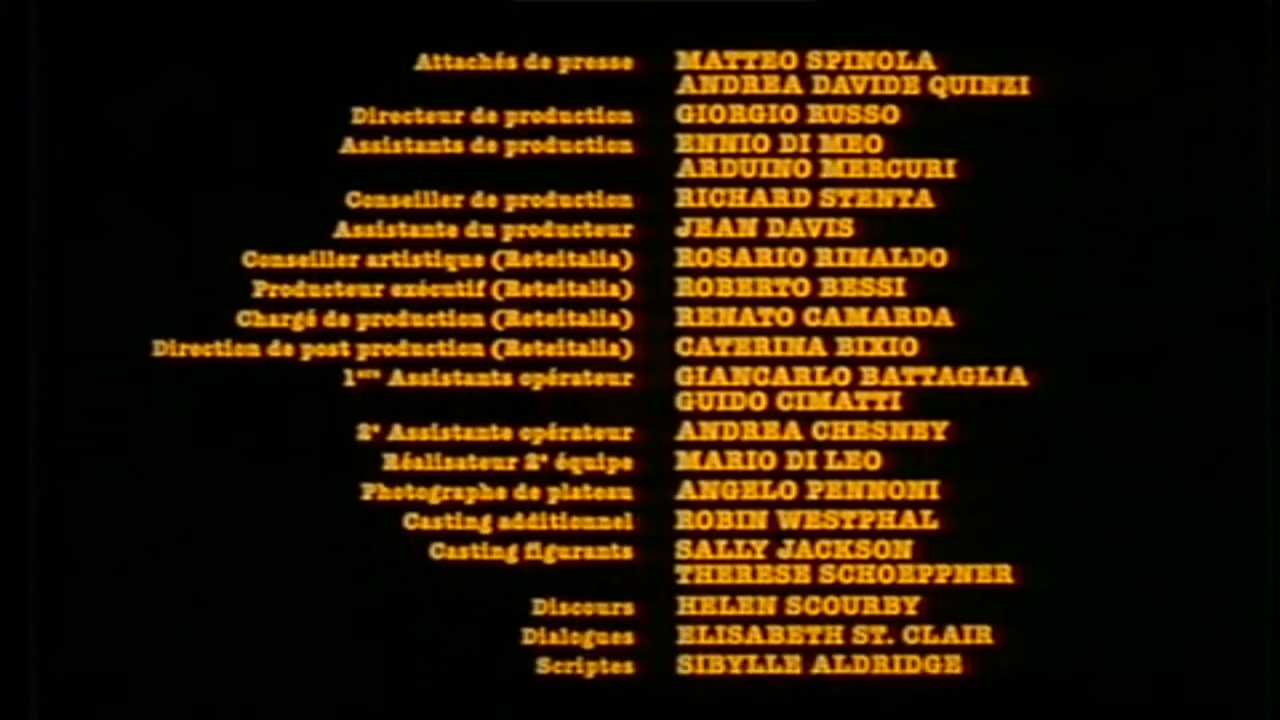 Attachés de presse MATTEO SPINOLA
ANDREA DAVIDE QUINZI
Directeur de production GIORGIO RUSSO
Assistants de production ENNIO DI MEO
ARDUINO MERCURI
Conseiller de production RICHARD STENTA
Assistante du producteur JEAN DAVIS
Conseiller artistique (Reteitalia) ROSARIO RINALDO
Producteur exécutif (Reteitalia) ROBERTO BESSI
Chargé de production (Reteitalia) RENATO CAMARDA
Direction de post production (Reteitalia) CATERINA BIXIO
1ers Assistants opérateur GIANCARLO BATTAGLIA
GUIDO CIMATTI
2e Assistante opérateur ANDREA CHESNEY
Réalisateur 2e équipe MARIO DI LEO
Photographe de plateau ANGELO PENNONI
Casting additionnel ROBIN WESTPHAL
Casting figurants SALLY JACKSON
THERESE SCHOEPPNER
Discours HELEN SCOURBY
Dialogues ELISABETH ST. CLAIR
Scriptes SIBYLLE ALDRIDGE